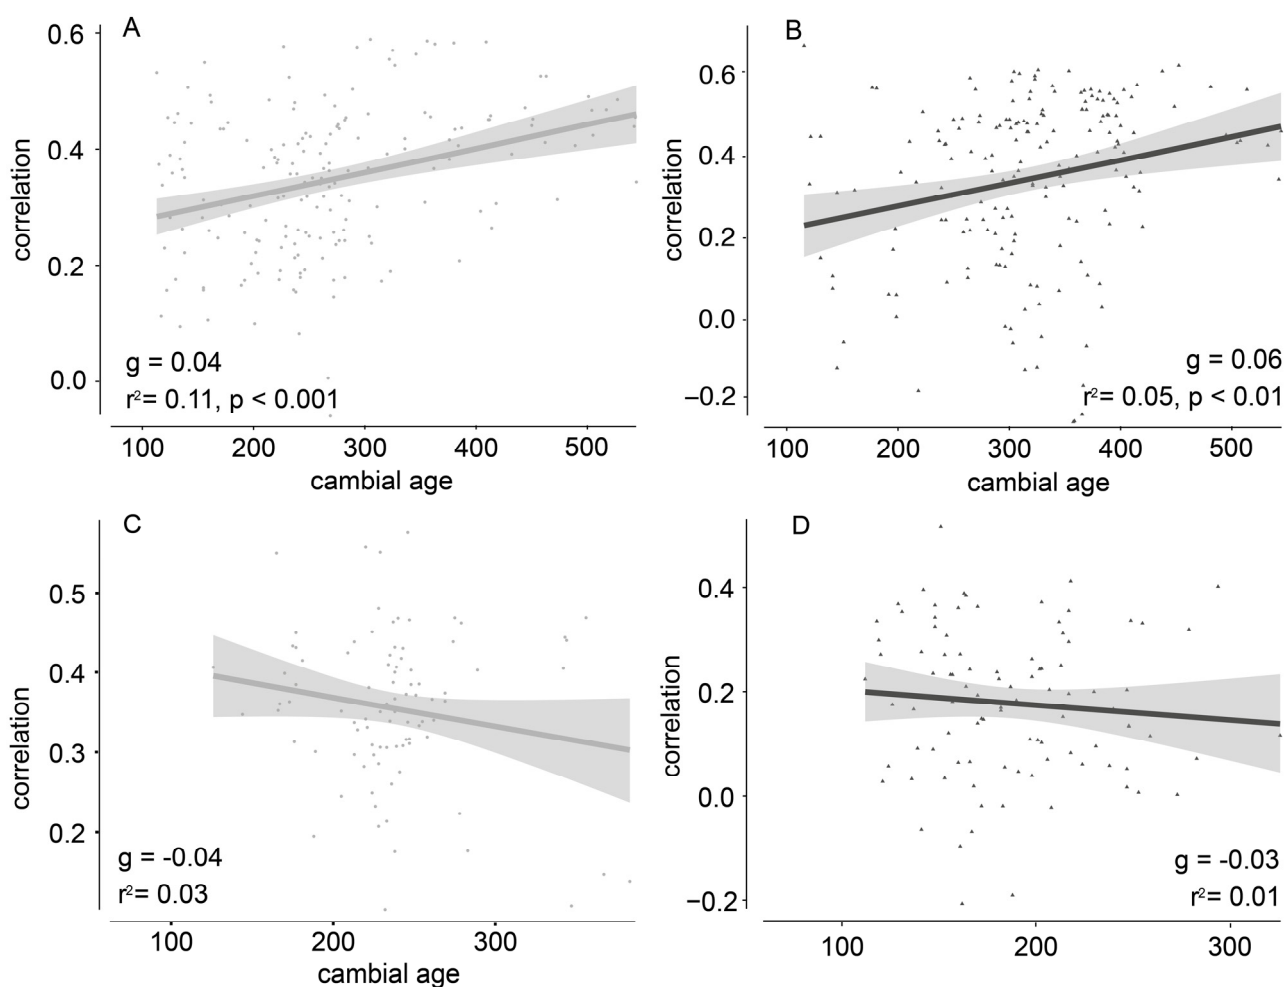 A
0.6
0.4
0.2
0.0
correlation
g = 0.04
r²= 0.11, p < 0.001
100 200 300 400 500
cambial age
B
0.6
0.4
0.2
0.0
−0.2
correlation
g = 0.06
r²= 0.05, p < 0.01
100 200 300 400 500
cambial age
C
0.5
0.4
0.3
0.2
correlation
g = -0.04
r²= 0.03
100 200 300
cambial age
D
0.4
0.2
0.0
−0.2
correlation
g = -0.03
r²= 0.01
100 200 300